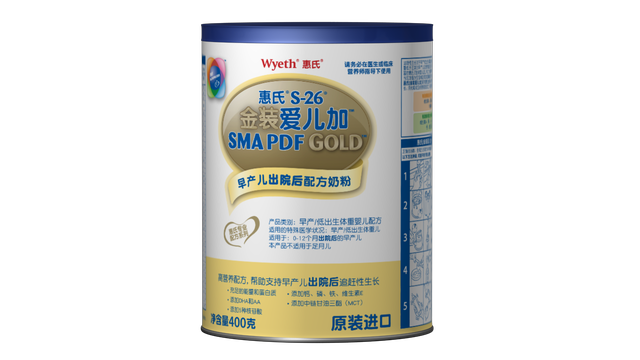 Wyeth® 惠氏®
请务必在医生或临床
营养师指导下使用
惠氏® S-26®
金装爱儿加™
SMA PDF GOLD™
早产儿出院后配方奶粉
产品类别：早产/低出生体重婴儿配方
适用的特殊医学状况：早产/低出生体重儿
适用于：0-12个月出院后的早产儿
本产品不适用于足月儿
高营养配方，帮助支持早产儿出院后追赶性生长
添加DHA和AA
添加钙、磷、铁、维生素E
添加中链甘油三酯（MCT）
净含量400克
原装进口
1
2
3
4
5